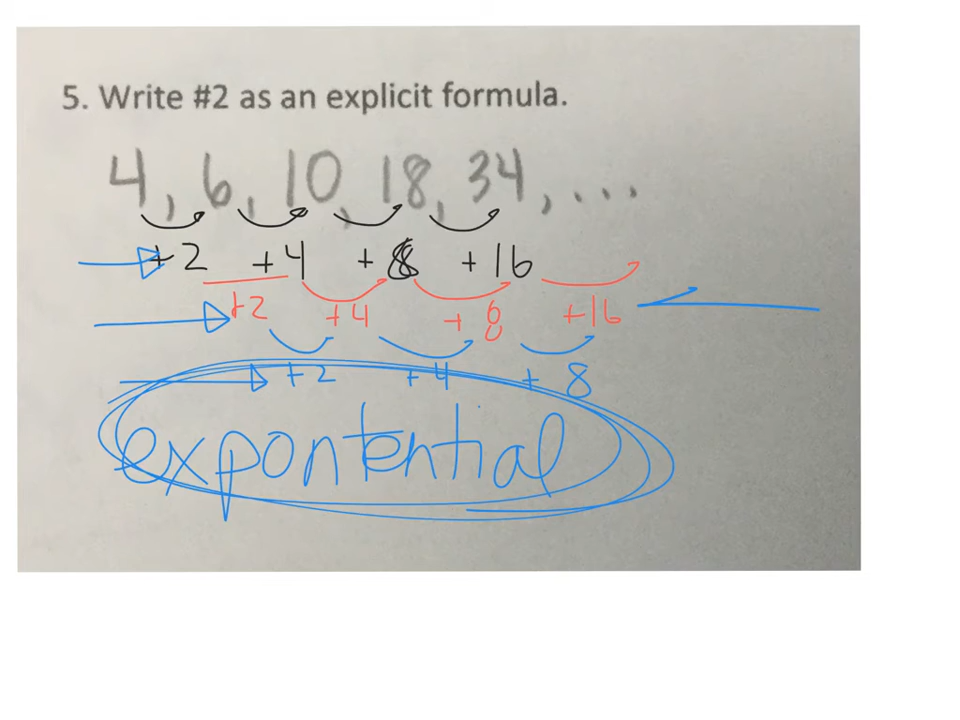 5. Write #2 as an explicit formula.
4, 6, 10, 18, 34, ...
+2 +4 +8 +16
+2 +4 +8 +16
+2 +4 +8
expontential